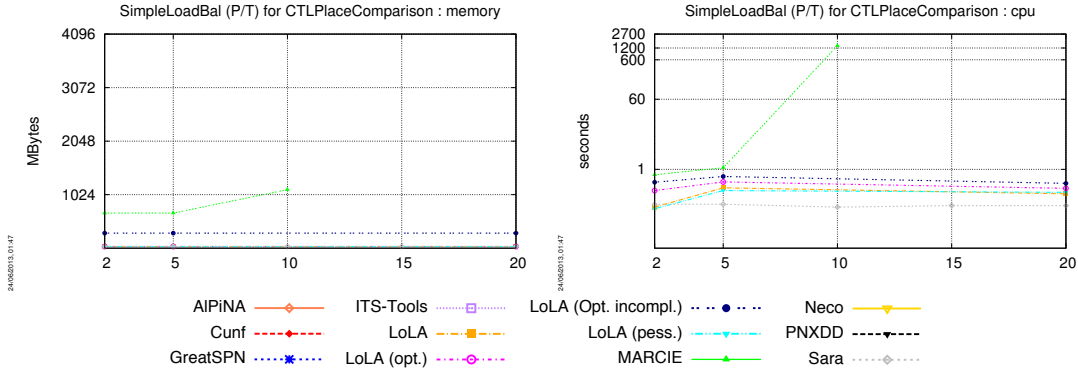 SimpleLoadBal (P/T) for CTLPlaceComparison : memory
4096
3072
2048
1024
MBytes
2 5 10 15 20
24/06/2013, 01:47
SimpleLoadBal (P/T) for CTLPlaceComparison : cpu
2700
1200
600
60
1
seconds
2 5 10 15 20
24/06/2013, 01:47
AlPiNA
Cunf
GreatSPN
ITS-Tools
LoLA
LoLA (opt.)
LoLA (Opt. incompl.)
LoLA (pess.)
MARCIE
Neco
PNXDD
Sara